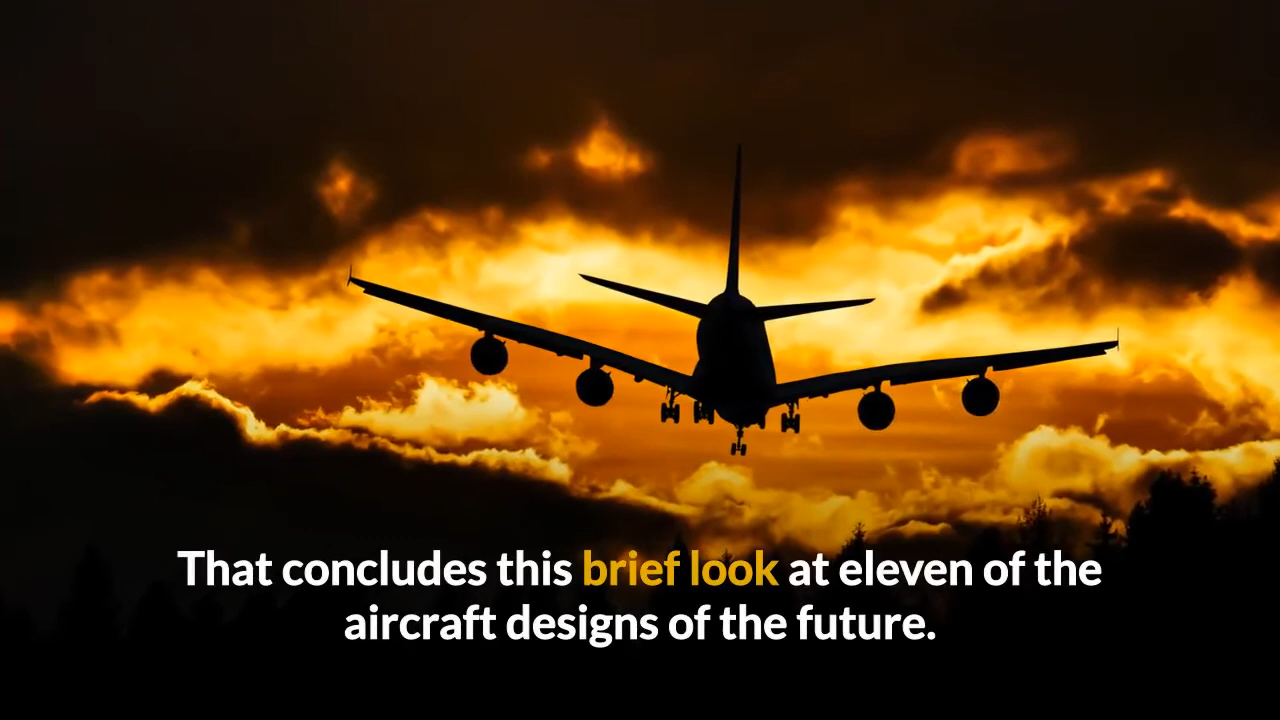 That concludes this brief look at eleven of the
aircraft designs of the future.